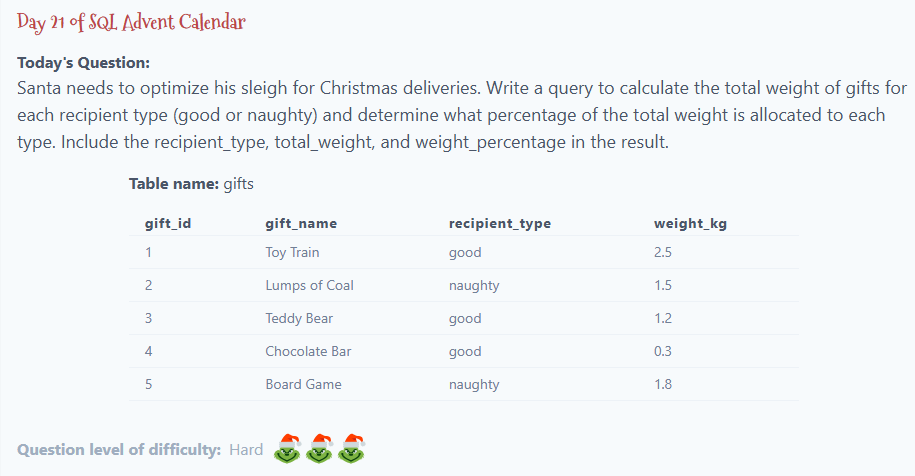 Day 21 of SQL Advent Calendar
Today's Question:
Santa needs to optimize his sleigh for Christmas deliveries. Write a query to calculate the total weight of gifts for
each recipient type (good or naughty) and determine what percentage of the total weight is allocated to each
type. Include the recipient_type, total_weight, and weight_percentage in the result.
Table name: gifts
gift_id gift_name recipient_type weight_kg
1 Toy Train good 2.5
2 Lumps of Coal naughty 1.5
3 Teddy Bear good 1.2
4 Chocolate Bar good 0.3
5 Board Game naughty 1.8
Question level of difficulty: Hard